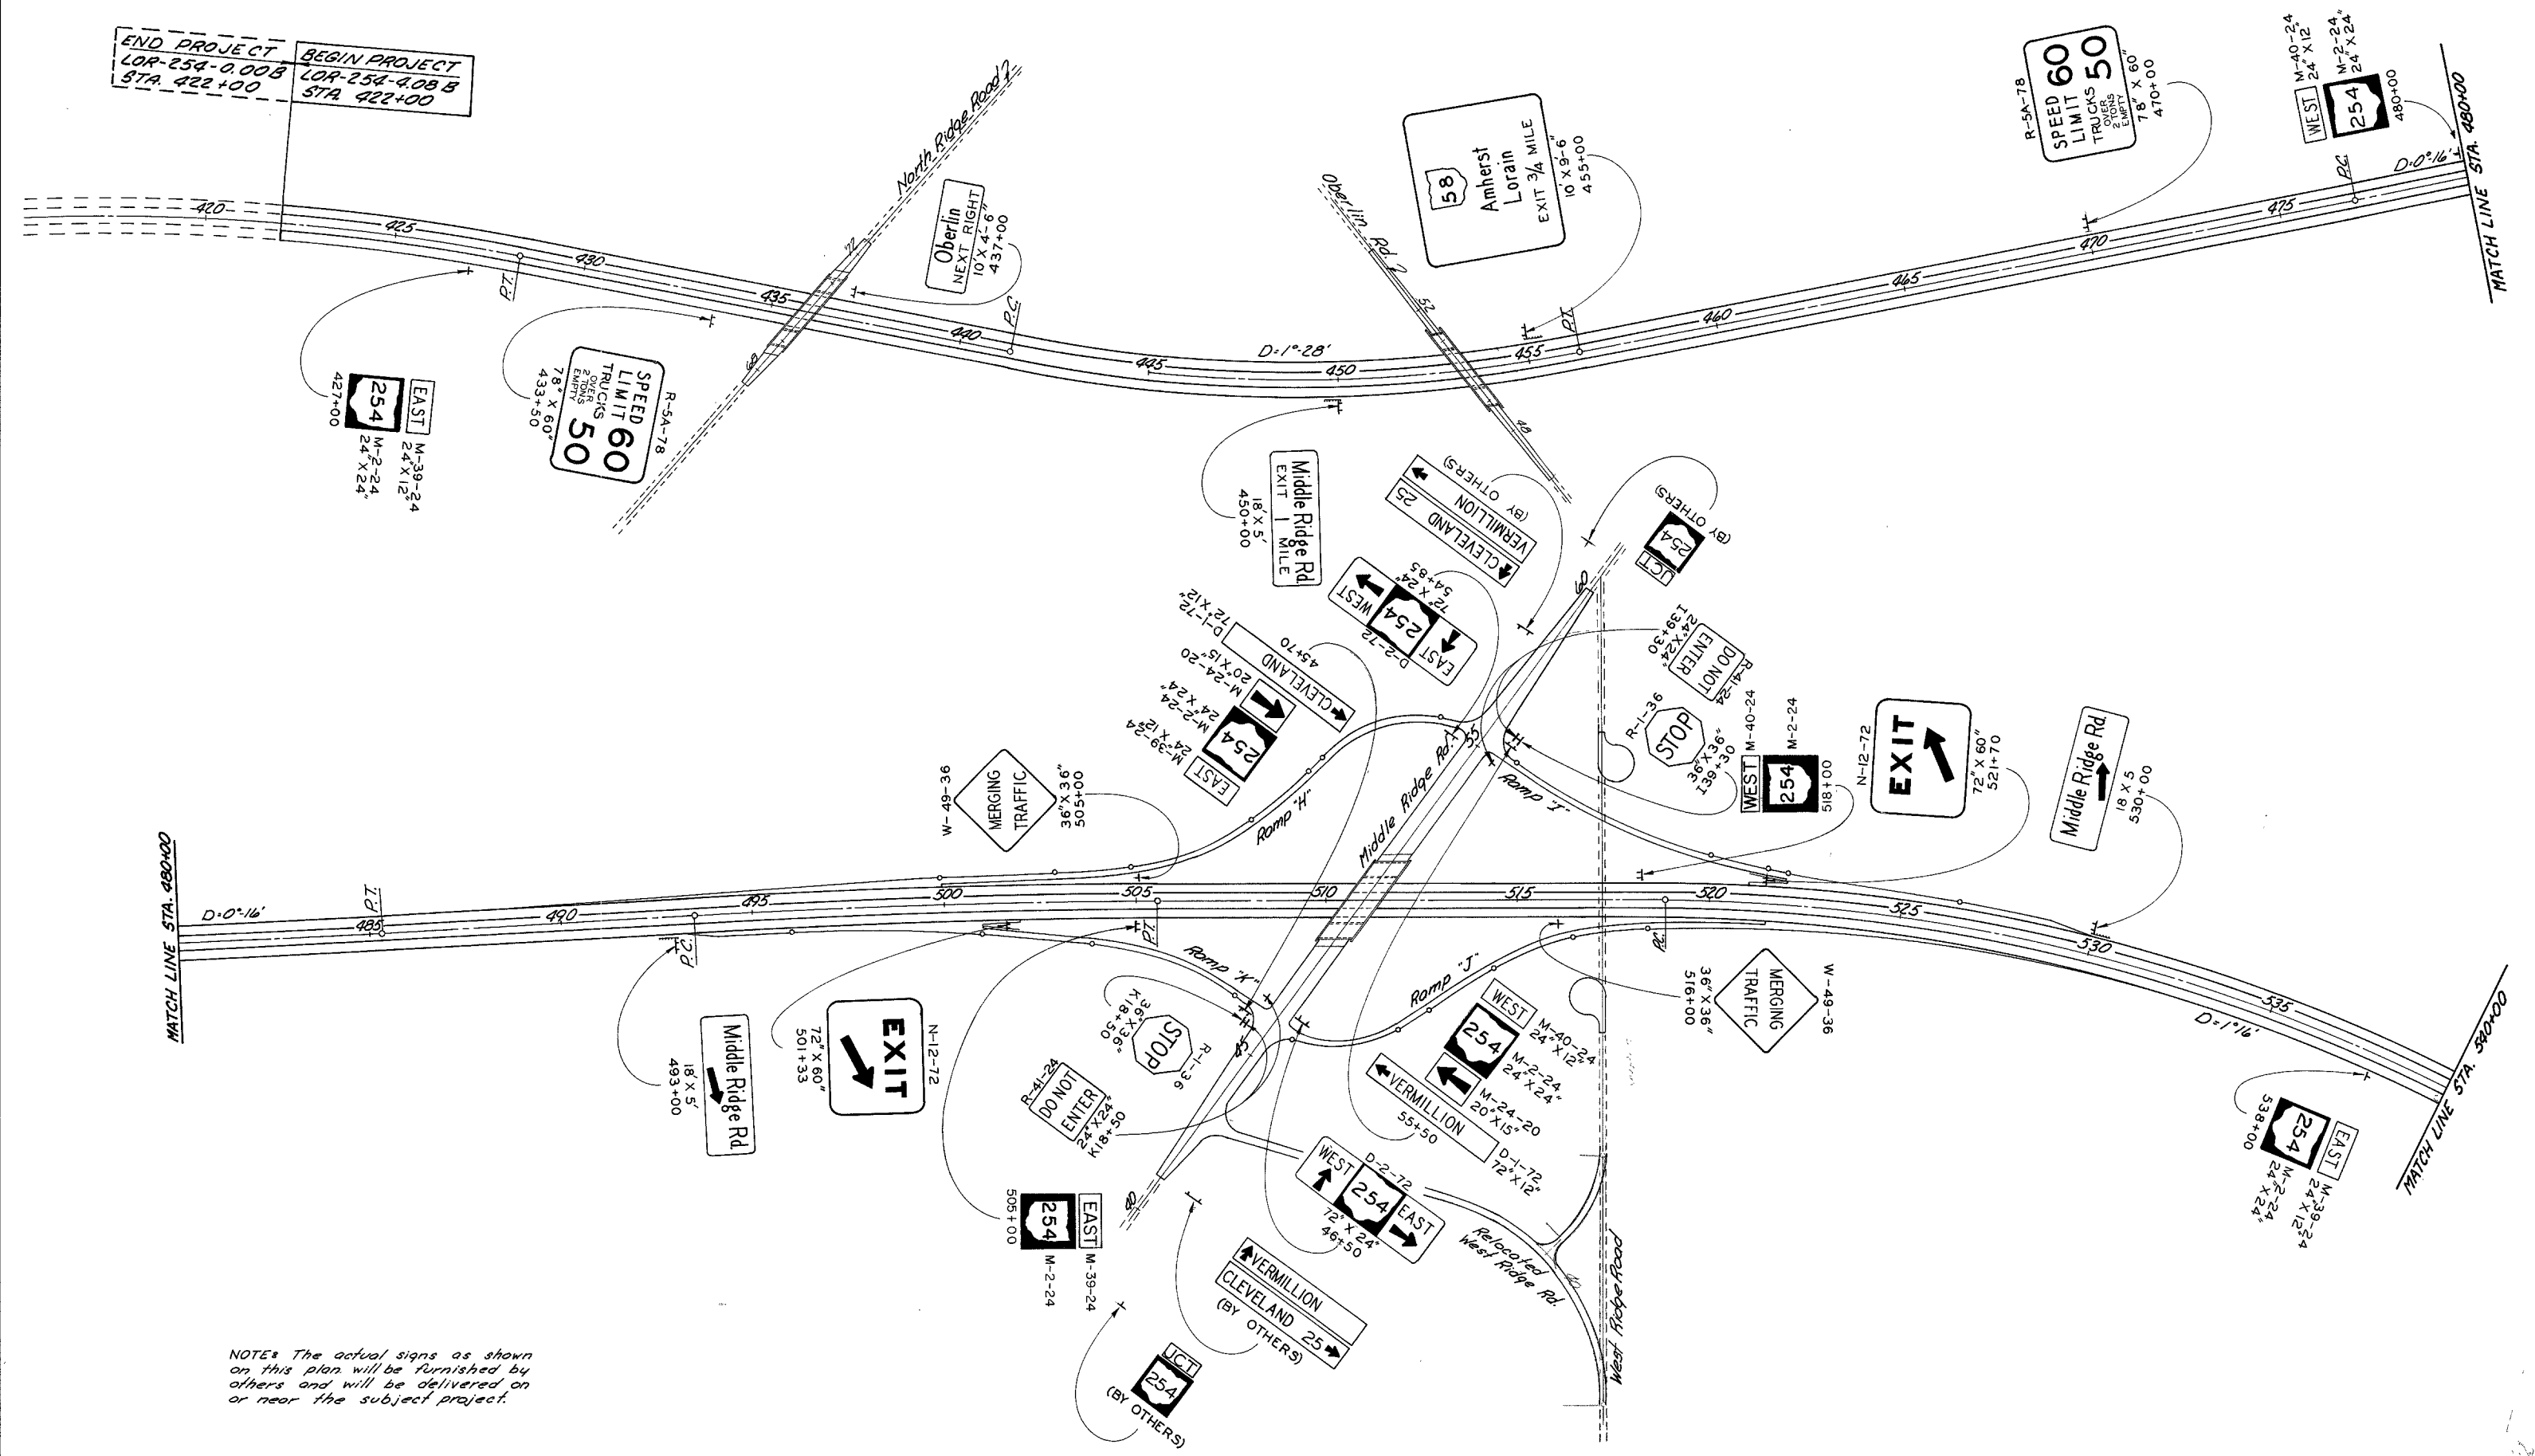 END PROJECT
LOR-254-0.00B
STA. 422+00
BEGIN PROJECT
LOR-254-4.08 B
STA. 422+00
North Ridge Road
Oberlin
NEXT RIGHT
10' X 4'-6"
437+00
58
Amherst
Lorain
EXIT 3/4 MILE
10' X 9'-6"
455+00
Oberlin Rd.
R-5A-78
SPEED
LIMIT 60
TRUCKS 50
OVER
2 TONS
EMPTY
78" X 60"
470+00
WEST
M-40-24
24" X 12"
254
M-2-24
24" X 24"
480+00
MATCH LINE STA. 480+00
D=0°-16'
P.C.
420
425
430
435
440
445
450
455
460
465
470
475
P.T.
72
68
P.C.
D=1°-28'
52
48
P.T.
EAST
M-39-24
24" X 12"
254
M-2-24
24" X 24"
427+00
R-5A-78
SPEED
LIMIT 60
TRUCKS 50
OVER
2 TONS
EMPTY
78" X 60"
433+50
Middle Ridge Rd
EXIT 1 MILE
18' X 5'
450+00
(BY OTHERS)
VERMILLION
CLEVELAND 25
(BY OTHERS)
JCT
254
54+85
72" X 24"
WEST 254 EAST
D-2-72
D-1-72
72" X 12"
CLEVELAND
45+70
M-24-20
20" X 15"
M-2-24
24" X 24"
254
M-39-24
24" X 12"
EAST
W-49-36
MERGING
TRAFFIC
36" X 36"
505+00
R-41-24
DO NOT
ENTER
24" X 24"
I 39+30
R-1-36
STOP
36" X 36"
I 39+30
WEST
M-40-24
254
M-2-24
518+00
N-12-72
EXIT
72" X 60"
521+70
Middle Ridge Rd
18 X 5
530+00
Ramp "H"
Middle Ridge Rd.
Ramp "I"
60
55
MATCH LINE STA. 480+00
D=0°-16'
P.T.
485
490
495
500
505
510
515
520
525
530
535
P.C.
P.T.
P.C.
D=1°16'
MATCH LINE STA. 540+00
Ramp "K"
Ramp "J"
45
40
Middle Ridge Rd
18' X 5'
493+00
N-12-72
EXIT
72" X 60"
501+33
R-1-36
STOP
36" X 36"
K18+50
R-41-24
DO NOT
ENTER
24" X 24"
K18+50
EAST
M-39-24
254
M-2-24
505+00
WEST
M-40-24
24" X 12"
254
M-2-24
24" X 24"
M-24-20
20" X 15"
VERMILLION
D-1-72
72" X 12"
55+50
W-49-36
MERGING
TRAFFIC
36" X 36"
516+00
D-2-72
WEST 254 EAST
72" X 24"
46+50
Relocated
West Ridge Rd.
40
West Ridge Road
VERMILLION
CLEVELAND 25
(BY OTHERS)
JCT
254
(BY OTHERS)
EAST
M-39-24
24" X 12"
254
M-2-24
24" X 24"
538+00
NOTE: The actual signs as shown
on this plan will be furnished by
others and will be delivered on
or near the subject project.